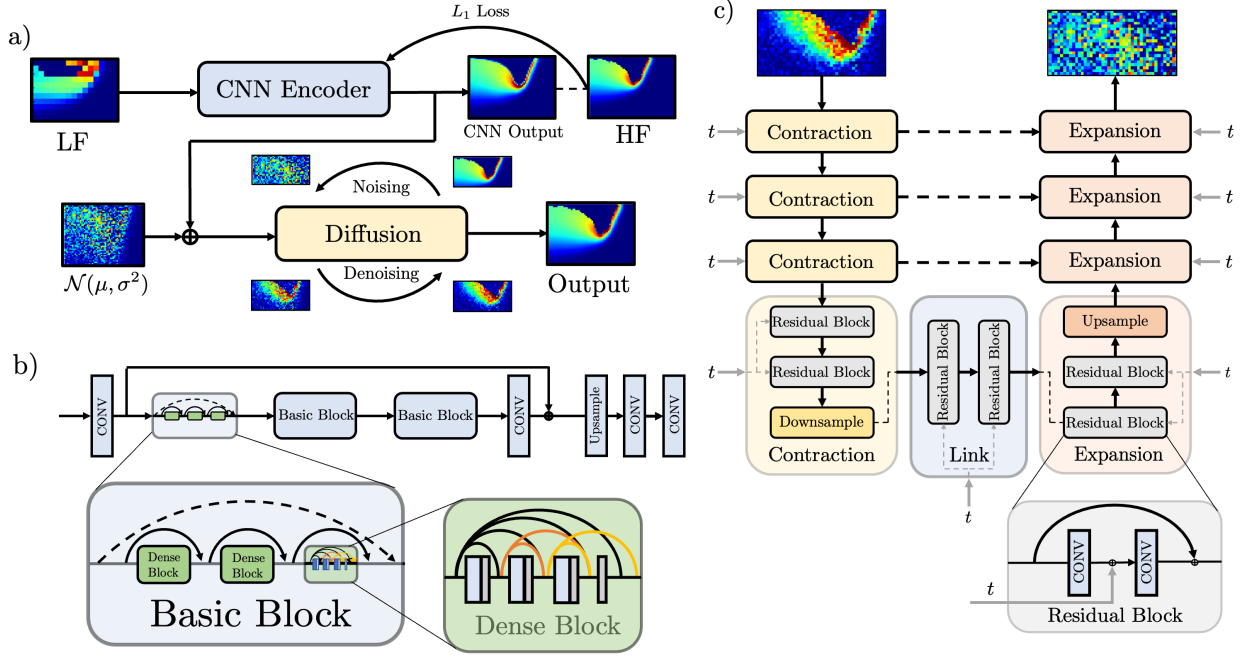 a)
L₁ Loss
CNN Encoder
LF
CNN Output
HF
Noising
Diffusion
Denoising
𝒩(μ, σ²)
Output
b)
CONV
Basic Block
Basic Block
CONV
Upsample
CONV
CONV
Dense
Block
Dense
Block
Basic Block
Dense Block
c)
t
Contraction
Expansion
t
t
Contraction
Expansion
t
t
Contraction
Expansion
t
Residual Block
Residual Block
Downsample
Contraction
t
Residual Block
Residual Block
Link
t
Upsample
Residual Block
Residual Block
Expansion
t
CONV
CONV
t
Residual Block